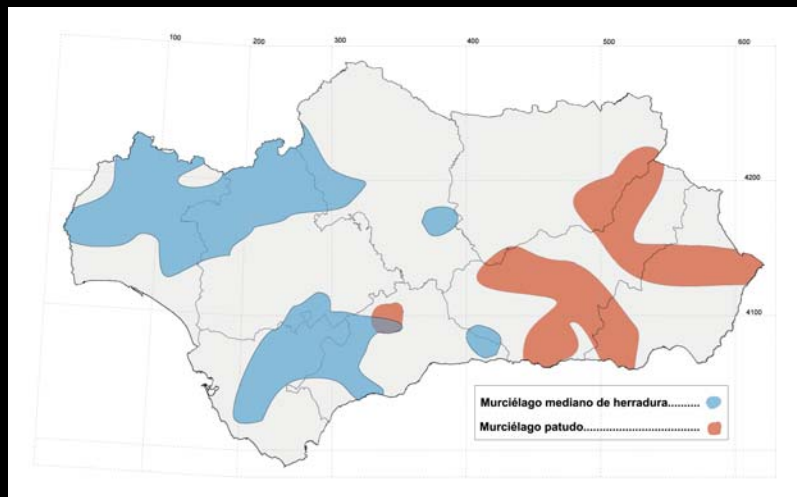 100 200 300 400 500 600
4200
4100
Murciélago mediano de herradura..........
Murciélago patudo....................................